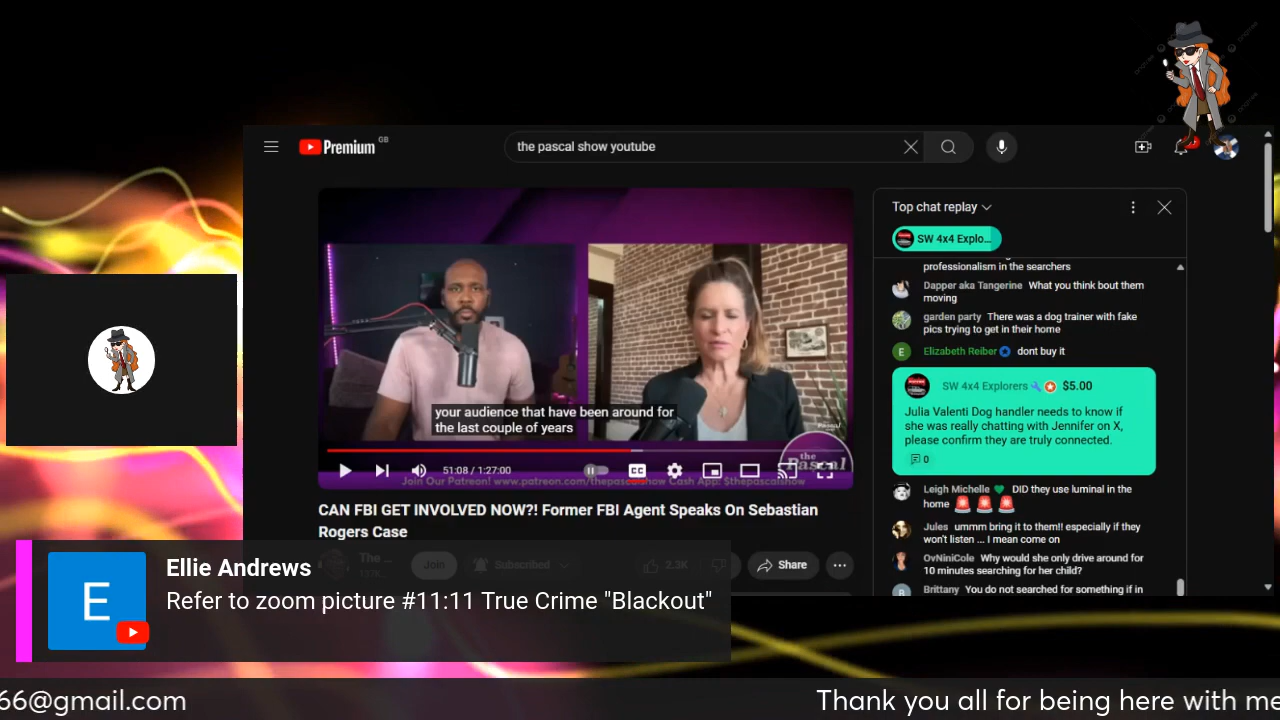 Premium GB
the pascal show youtube
your audience that have been around for
the last couple of years
the
Pascal
51:08 / 1:27:00
CC
Join Our Patreon! www.patreon.com/thepascalshow Cash App: $thepascalshow
CAN FBI GET INVOLVED NOW?! Former FBI Agent Speaks On Sebastian
Rogers Case
The ...
Join
Subscribed
2.3K
Share
Top chat replay
SW 4x4 Explo...
professionalism in the searchers
Dapper aka Tangerine What you think bout them
moving
garden party There was a dog trainer with fake
pics trying to get in their home
E Elizabeth Reiber dont buy it
SW 4x4 Explorers $5.00
Julia Valenti Dog handler needs to know if
she was really chatting with Jennifer on X,
please confirm they are truly connected.
0
Leigh Michelle DID they use luminal in the
home
Jules ummm bring it to them!! especially if they
won't listen ... I mean come on
OvNiniCole Why would she only drive around for
10 minutes searching for her child?
B Brittany You do not searched for something if in
E
Ellie Andrews
Refer to zoom picture #11:11 True Crime "Blackout"
66@gmail.com
Thank you all for being here with me